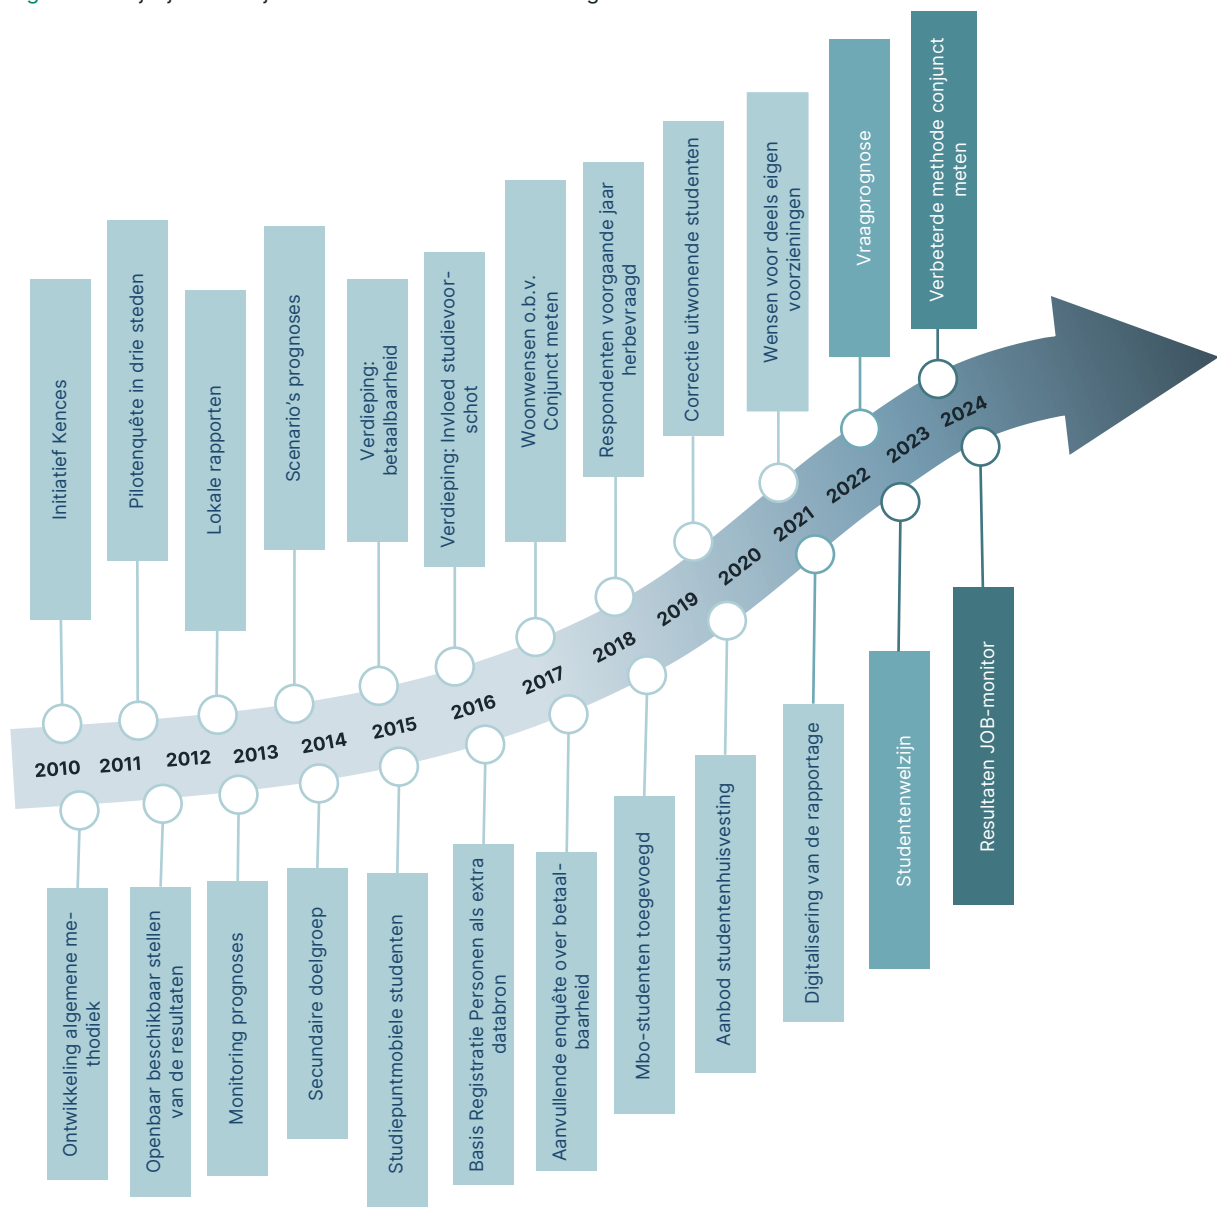 Initiatief Kences
Pilotenquête in drie steden
Lokale rapporten
Scenario's prognoses
Verdieping:
betaalbaarheid
Verdieping: Invloed studievoor-
schot
Woonwensen o.b.v.
Conjunct meten
Respondenten voorgaande jaar
herbevraagd
Correctie uitwonende studenten
Wensen voor deels eigen
voorzieningen
Vraagprognose
Verbeterde methode conjunct
meten
2010
2011
2012
2013
2014
2015
2016
2017
2018
2019
2020
2021
2022
2023
2024
Ontwikkeling algemene me-
thodiek
Openbaar beschikbaar stellen
van de resultaten
Monitoring prognoses
Secundaire doelgroep
Studiepuntmobiele studenten
Basis Registratie Personen als extra
databron
Aanvullende enquête over betaal-
baarheid
Mbo-studenten toegevoegd
Aanbod studentenhuisvesting
Digitalisering van de rapportage
Studentenwelzijn
Resultaten JOB-monitor